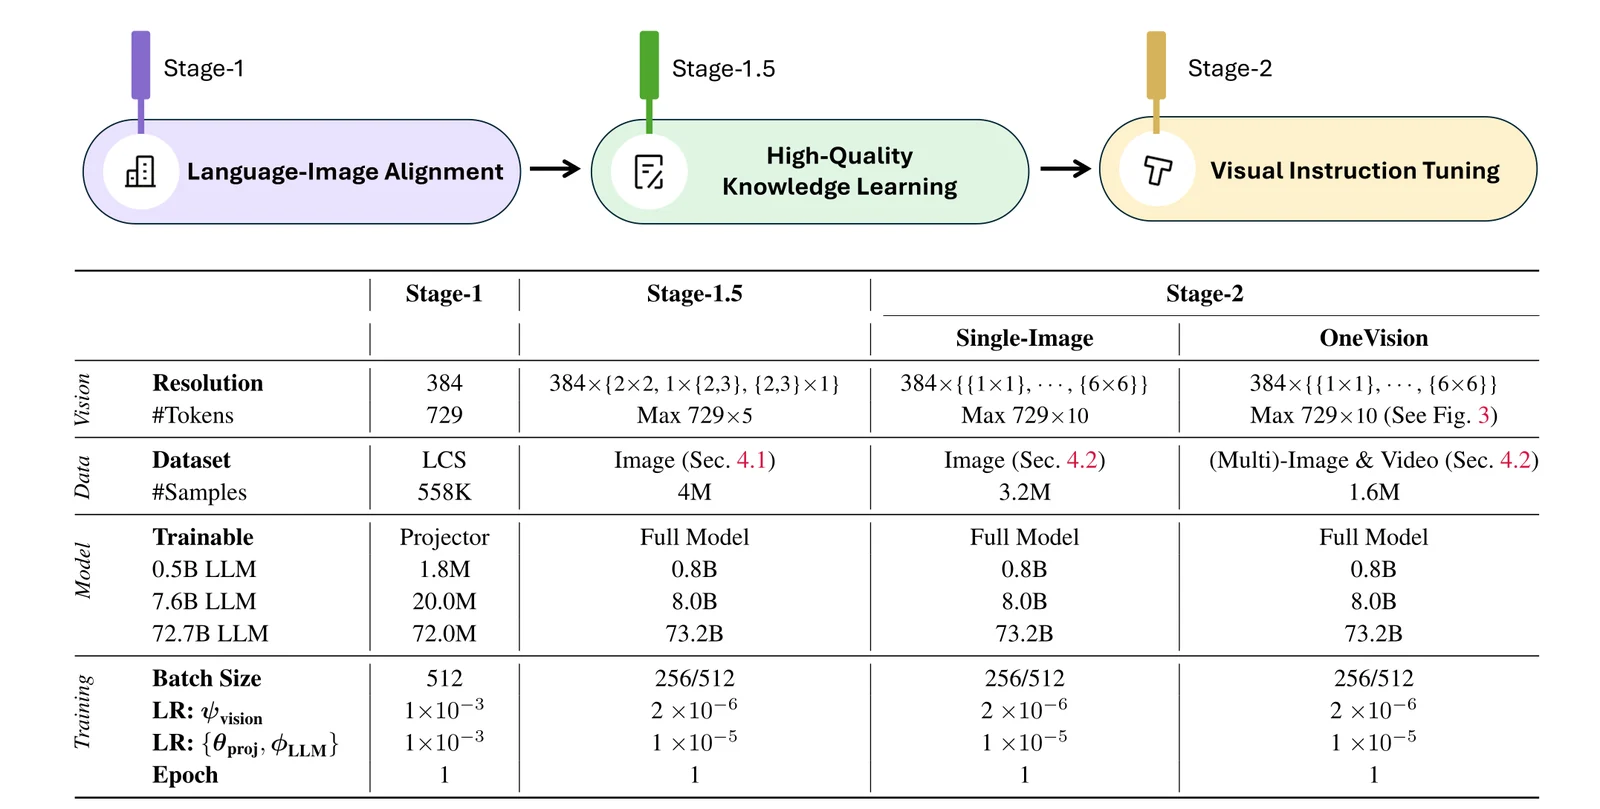 Stage-1
Stage-1.5
Stage-2
Language-Image Alignment
High-Quality
Knowledge Learning
Visual Instruction Tuning
Stage-1 Stage-1.5 Stage-2
Single-Image OneVision
Vision
Resolution 384 384×{2×2, 1×{2,3}, {2,3}×1} 384×{{1×1}, ⋯, {6×6}} 384×{{1×1}, ⋯, {6×6}}
#Tokens 729 Max 729×5 Max 729×10 Max 729×10 (See Fig. 3)
Data
Dataset LCS Image (Sec. 4.1) Image (Sec. 4.2) (Multi)-Image & Video (Sec. 4.2)
#Samples 558K 4M 3.2M 1.6M
Model
Trainable Projector Full Model Full Model Full Model
0.5B LLM 1.8M 0.8B 0.8B 0.8B
7.6B LLM 20.0M 8.0B 8.0B 8.0B
72.7B LLM 72.0M 73.2B 73.2B 73.2B
Training
Batch Size 512 256/512 256/512 256/512
LR: ψ_vision 1×10⁻³ 2 ×10⁻⁶ 2 ×10⁻⁶ 2 ×10⁻⁶
LR: {θ_proj, ϕ_LLM} 1×10⁻³ 1 ×10⁻⁵ 1 ×10⁻⁵ 1 ×10⁻⁵
Epoch 1 1 1 1